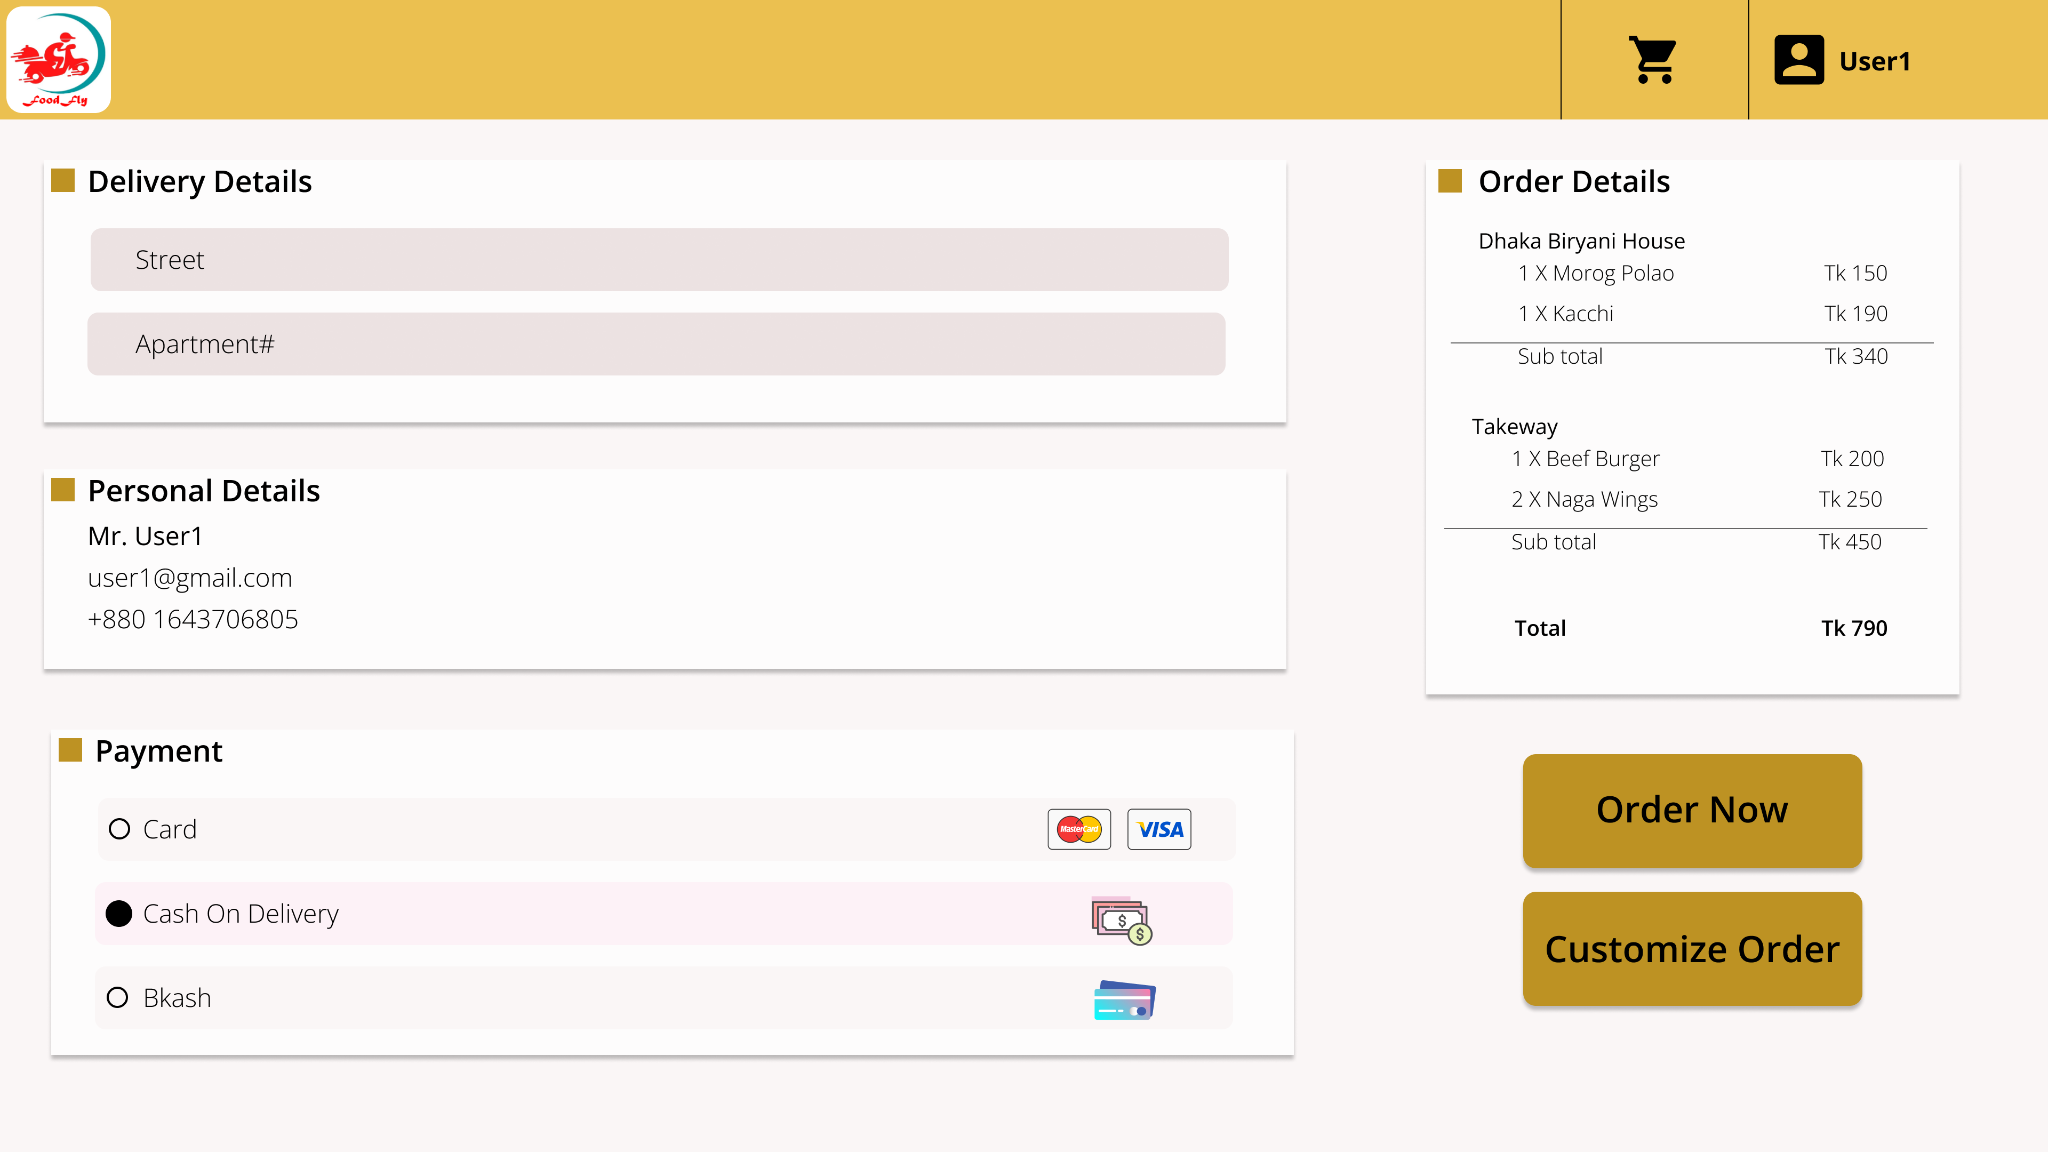 Food Fly
User1
Delivery Details
Street
Apartment#
Personal Details
Mr. User1
user1@gmail.com
+880 1643706805
Payment
Card
MasterCard VISA
Cash On Delivery
$
$
Bkash
Order Details
Dhaka Biryani House
1 X Morog Polao Tk 150
1 X Kacchi Tk 190
Sub total Tk 340
Takeway
1 X Beef Burger Tk 200
2 X Naga Wings Tk 250
Sub total Tk 450
Total Tk 790
Order Now
Customize Order